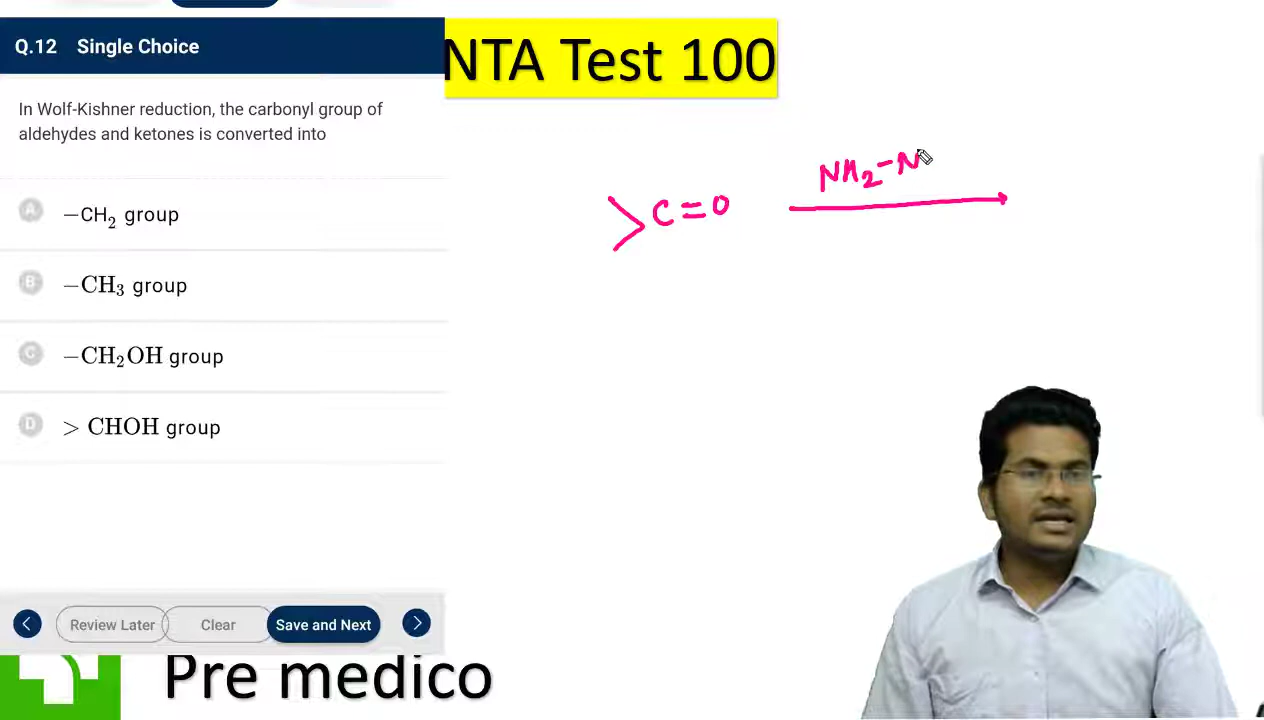 Q.12 Single Choice
NTA Test 100
In Wolf-Kishner reduction, the carbonyl group of
aldehydes and ketones is converted into
A −CH₂ group
B −CH₃ group
C −CH₂OH group
D > CHOH group
>C=O
NH₂-N
Review Later Clear Save and Next
Pre medico